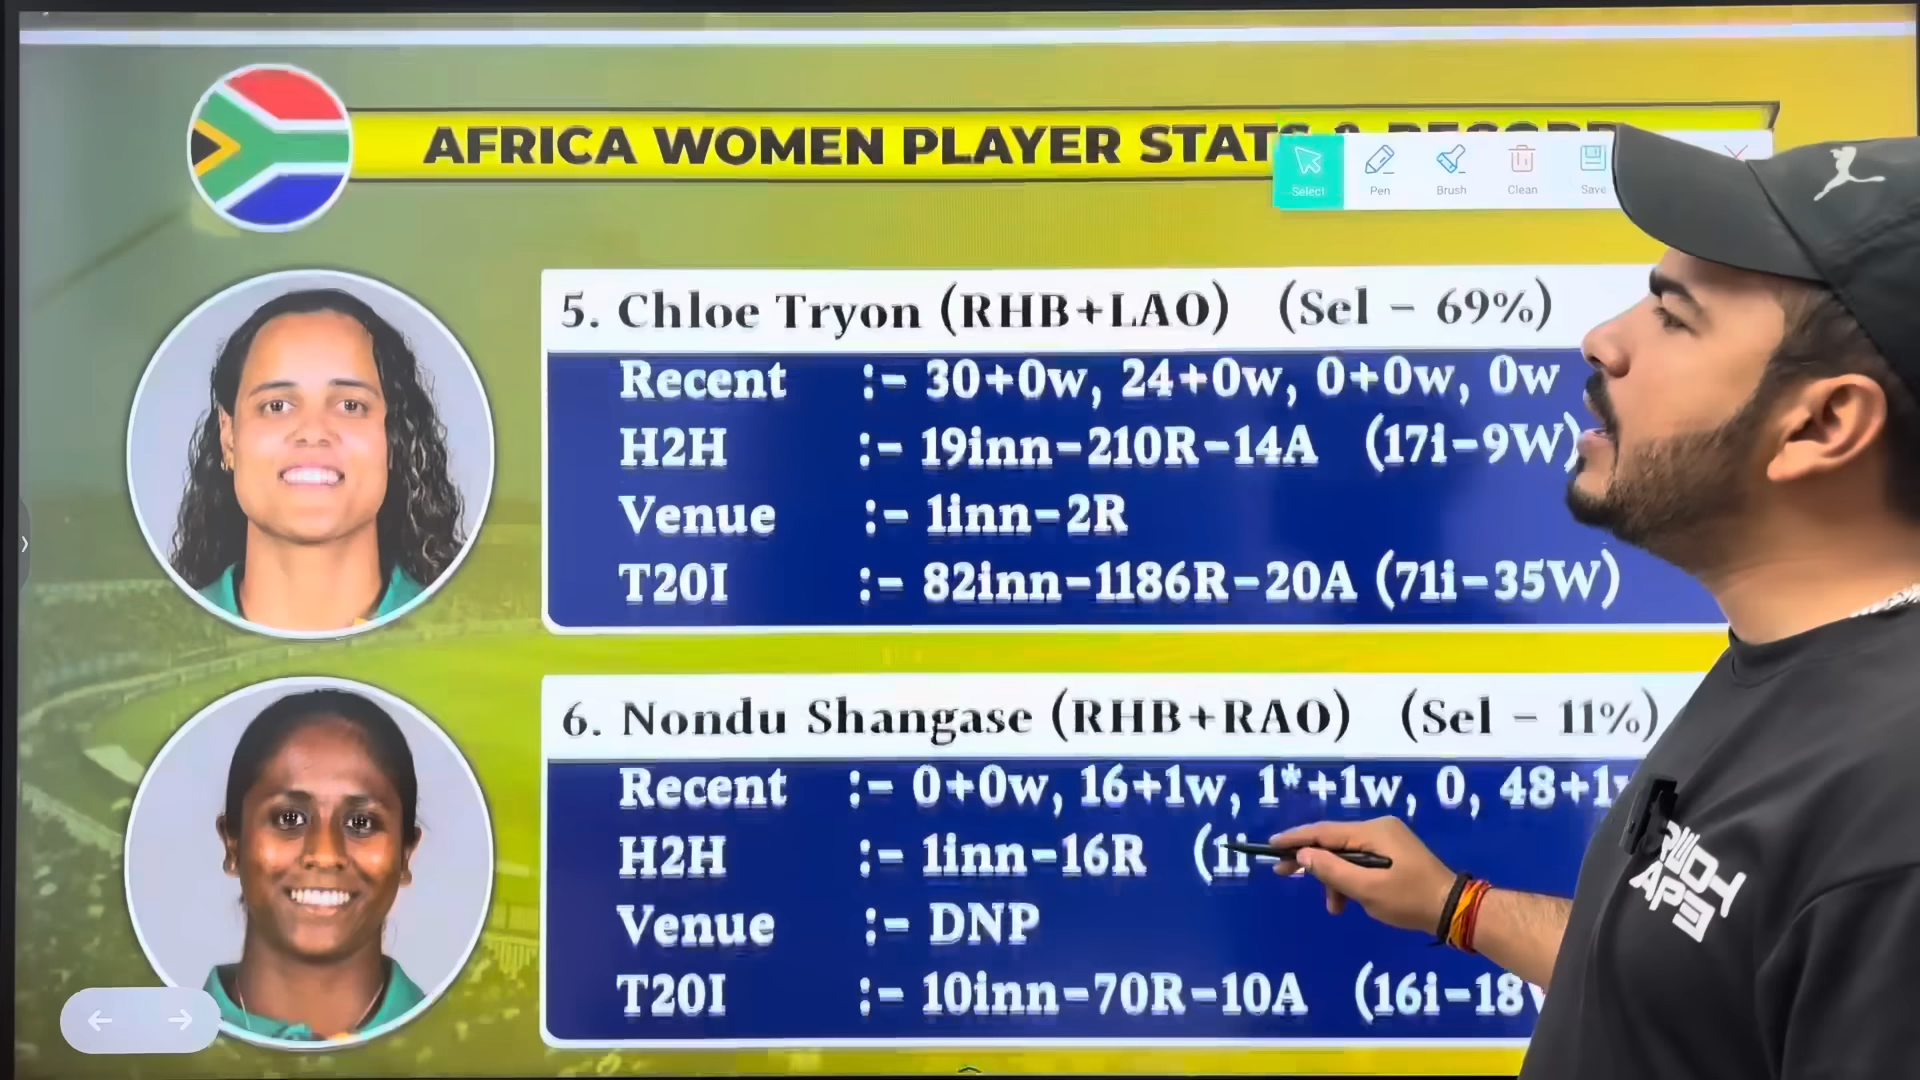 AFRICA WOMEN PLAYER
Select Pen Brush Clean Save
5. Chloe Tryon (RHB+LAO) (Sel - 69%)
Recent :- 30+0w, 24+0w, 0+0w, 0w
H2H :- 19inn-210R-14A (17i-9W)
Venue :- 1inn-2R
T20I :- 82inn-1186R-20A (71i-35W)
6. Nondu Shangase (RHB+RAO) (Sel - 11%)
Recent :- 0+0w, 16+1w, 1*+1w, 0, 48+1
H2H :- 1inn-16R (1i-
Venue :- DNP
T20I :- 10inn-70R-10A (16i-18